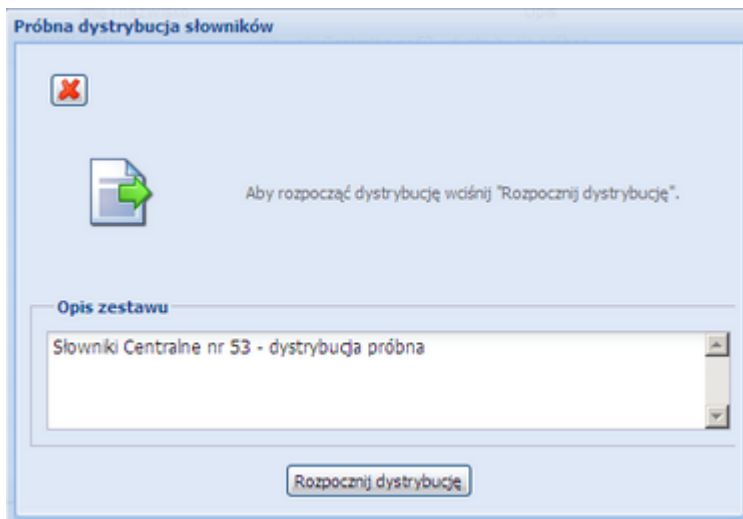 Próbna dystrybucja słowników
Aby rozpocząć dystrybucję wciśnij "Rozpocznij dystrybucję".
Opis zestawu
Słowniki Centralne nr 53 - dystrybucja próbna
Rozpocznij dystrybucję